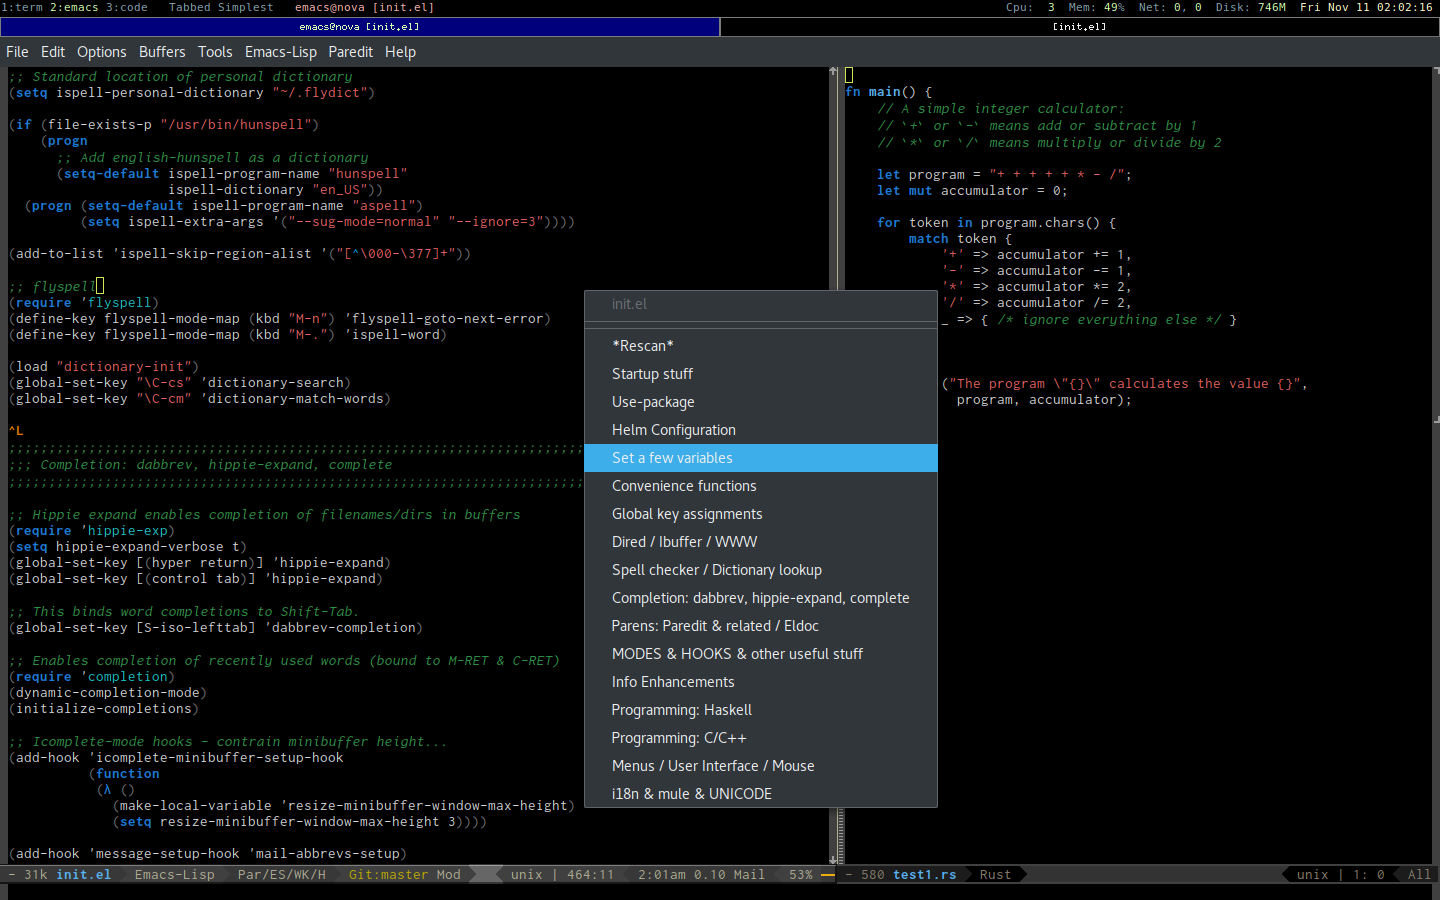 1:term 2:emacs 3:code Tabbed Simplest emacs@nova [init.el] Cpu: 3 Mem: 49% Net: 0, 0 Disk: 746M Fri Nov 11 02:02:16
emacs@nova [init.el] [init.el]
File Edit Options Buffers Tools Emacs-Lisp Paredit Help
;; Standard location of personal dictionary
(setq ispell-personal-dictionary "~/.flydict")
(if (file-exists-p "/usr/bin/hunspell")
(progn
;; Add english-hunspell as a dictionary
(setq-default ispell-program-name "hunspell"
ispell-dictionary "en_US"))
(progn (setq-default ispell-program-name "aspell")
(setq ispell-extra-args '("--sug-mode=normal" "--ignore=3"))))
(add-to-list 'ispell-skip-region-alist '("[^\000-\377]+"))
;; flyspell
(require 'flyspell)
(define-key flyspell-mode-map (kbd "M-n") 'flyspell-goto-next-error)
(define-key flyspell-mode-map (kbd "M-.") 'ispell-word)
(load "dictionary-init")
(global-set-key "\C-cs" 'dictionary-search)
(global-set-key "\C-cm" 'dictionary-match-words)
^L
;;;;;;;;;;;;;;;;;;;;;;;;;;;;;;;;;;;;;;;;;;;;;;;;;;;;;;;;;;;;;;;;;;;;;;;;
;;; Completion: dabbrev, hippie-expand, complete
;;;;;;;;;;;;;;;;;;;;;;;;;;;;;;;;;;;;;;;;;;;;;;;;;;;;;;;;;;;;;;;;;;;;;;;;
;; Hippie expand enables completion of filenames/dirs in buffers
(require 'hippie-exp)
(setq hippie-expand-verbose t)
(global-set-key [(hyper return)] 'hippie-expand)
(global-set-key [(control tab)] 'hippie-expand)
;; This binds word completions to Shift-Tab.
(global-set-key [S-iso-lefttab] 'dabbrev-completion)
;; Enables completion of recently used words (bound to M-RET & C-RET)
(require 'completion)
(dynamic-completion-mode)
(initialize-completions)
;; Icomplete-mode hooks - contrain minibuffer height...
(add-hook 'icomplete-minibuffer-setup-hook
(function
(λ ()
(make-local-variable 'resize-minibuffer-window-max-height)
(setq resize-minibuffer-window-max-height 3))))
(add-hook 'message-setup-hook 'mail-abbrevs-setup)
init.el
*Rescan*
Startup stuff
Use-package
Helm Configuration
Set a few variables
Convenience functions
Global key assignments
Dired / Ibuffer / WWW
Spell checker / Dictionary lookup
Completion: dabbrev, hippie-expand, complete
Parens: Paredit & related / Eldoc
MODES & HOOKS & other useful stuff
Info Enhancements
Programming: Haskell
Programming: C/C++
Menus / User Interface / Mouse
i18n & mule & UNICODE
fn main() {
// A simple integer calculator:
// `+` or `-` means add or subtract by 1
// `*` or `/` means multiply or divide by 2
let program = "+ + + + + * - /";
let mut accumulator = 0;
for token in program.chars() {
match token {
'+' => accumulator += 1,
'-' => accumulator -= 1,
'*' => accumulator *= 2,
'/' => accumulator /= 2,
_ => { /* ignore everything else */ }
("The program \"{}\" calculates the value {}",
program, accumulator);
- 31k init.el Emacs-Lisp Par/ES/WK/H Git:master Mod unix | 464:11 2:01am 0.10 Mail 53% - 580 test1.rs Rust unix | 1: 0 All